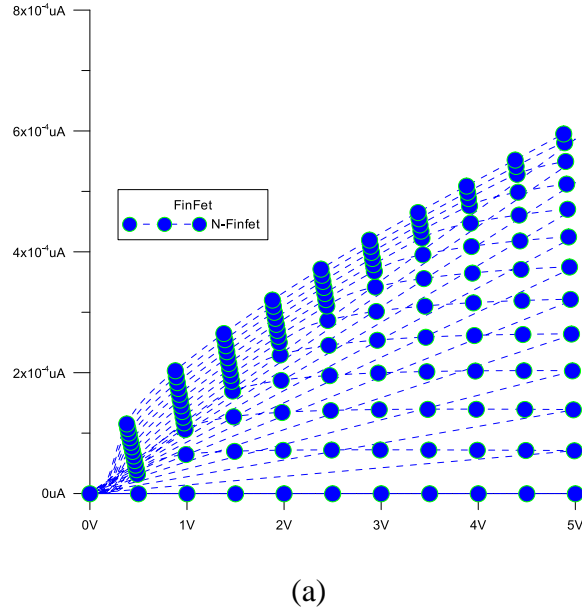 8x10⁻⁴uA
6x10⁻⁴uA
FinFet
N-Finfet
4x10⁻⁴uA
2x10⁻⁴uA
0uA
0V 1V 2V 3V 4V 5V
(a)